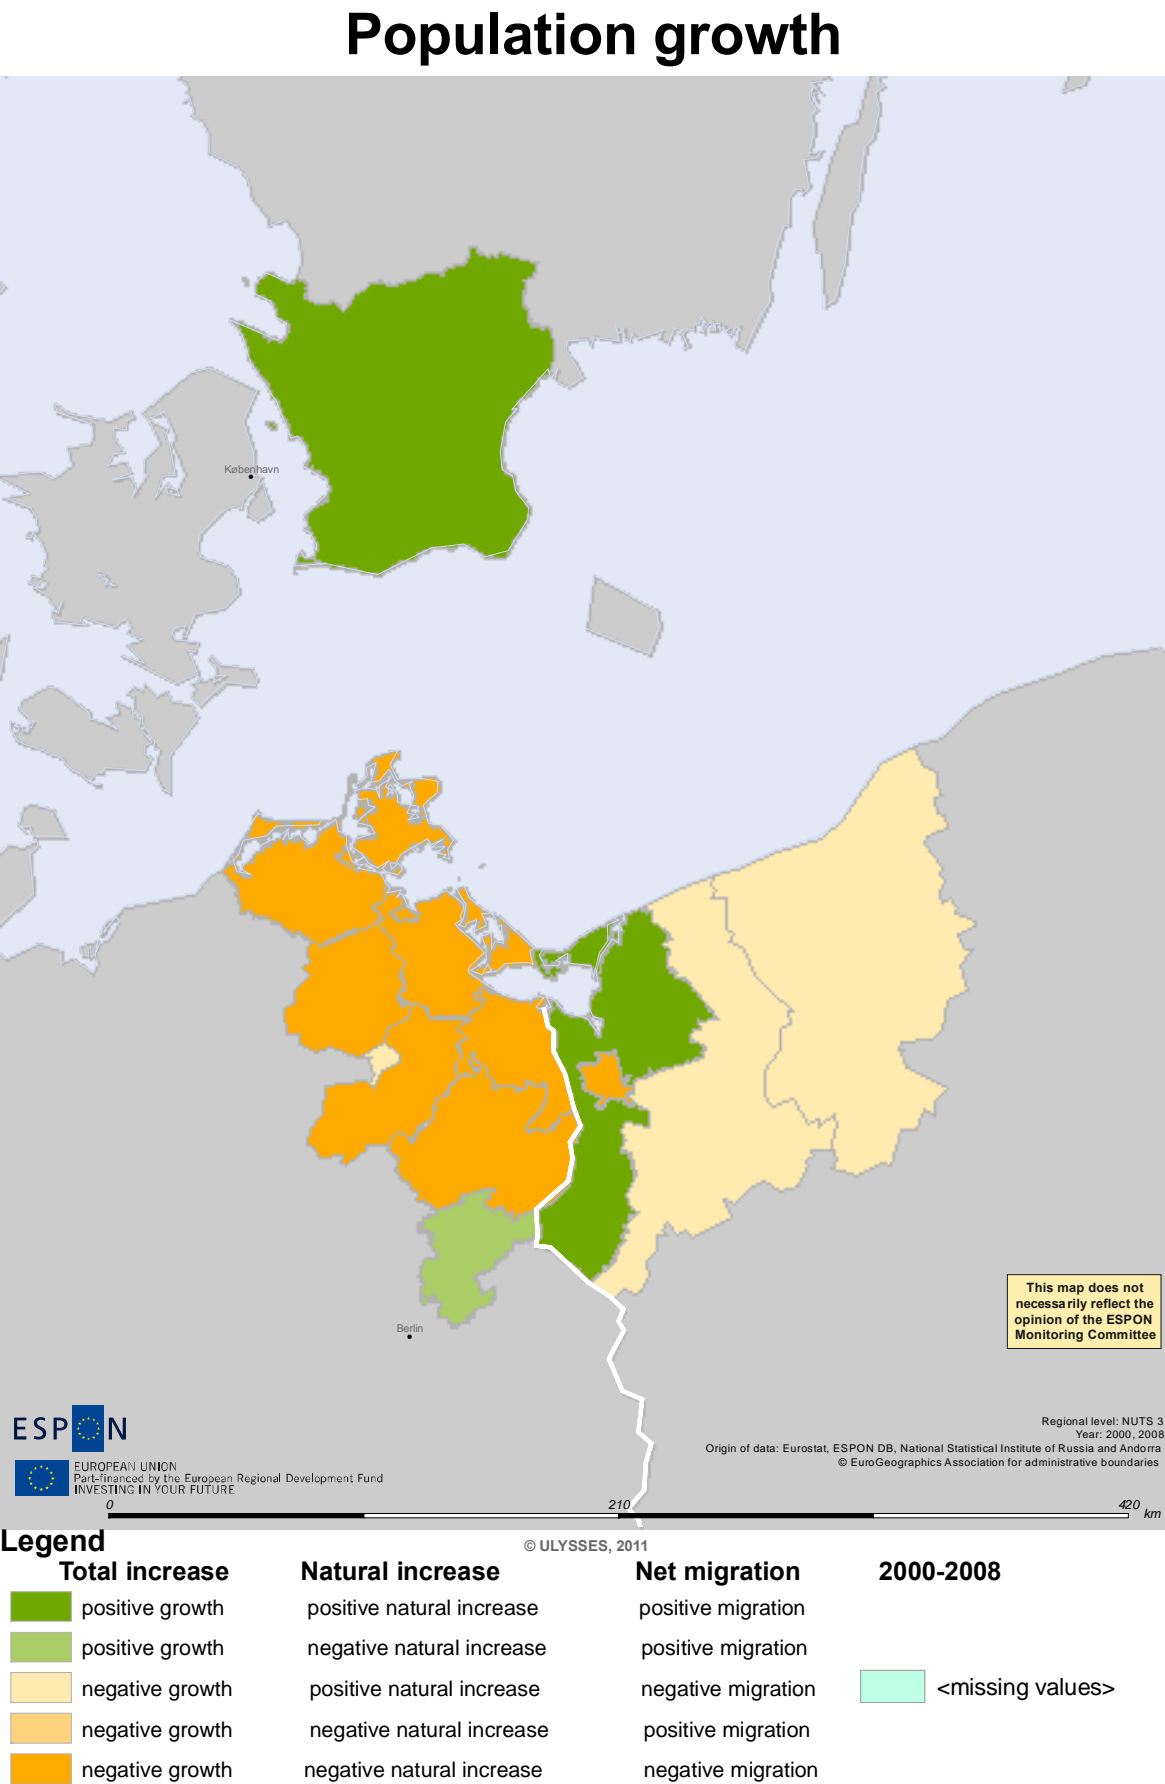 Population growth
København
Berlin
This map does not
necessarily reflect the
opinion of the ESPON
Monitoring Committee
ESPON
EUROPEAN UNION
Part-financed by the European Regional Development Fund
INVESTING IN YOUR FUTURE
Regional level: NUTS 3
Year: 2000, 2008
Origin of data: Eurostat, ESPON DB, National Statistical Institute of Russia and Andorra
© EuroGeographics Association for administrative boundaries
0 210 420 km
© ULYSSES, 2011
Legend
Total increase Natural increase Net migration 2000-2008
positive growth positive natural increase positive migration
positive growth negative natural increase positive migration
negative growth positive natural increase negative migration <missing values>
negative growth negative natural increase positive migration
negative growth negative natural increase negative migration